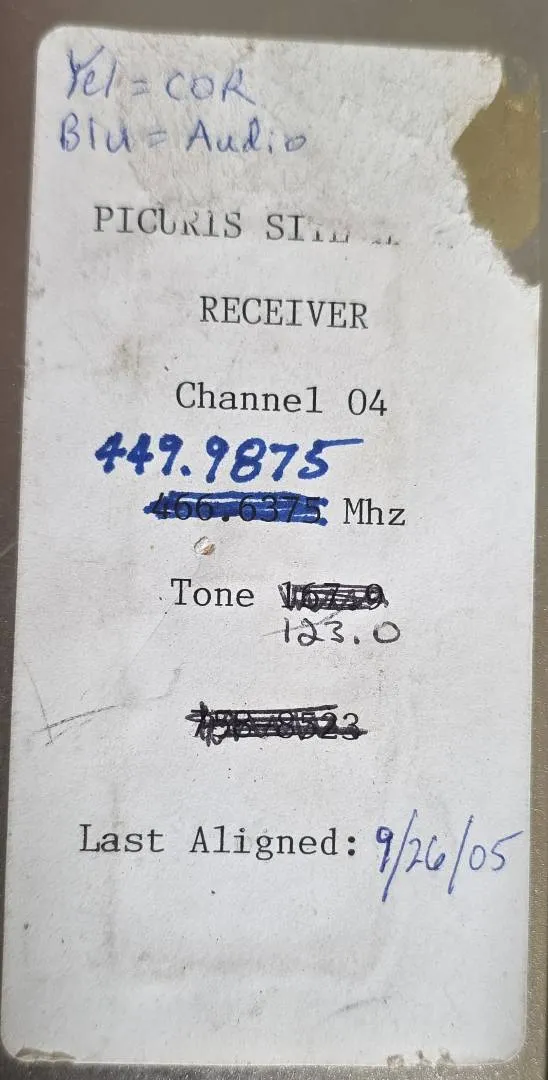 Yel = COR
Blu = Audio
PICURIS
RECEIVER
Channel 04
449.9875
466.6375 Mhz
Tone 167.9
123.0
Last Aligned: 9/26/05